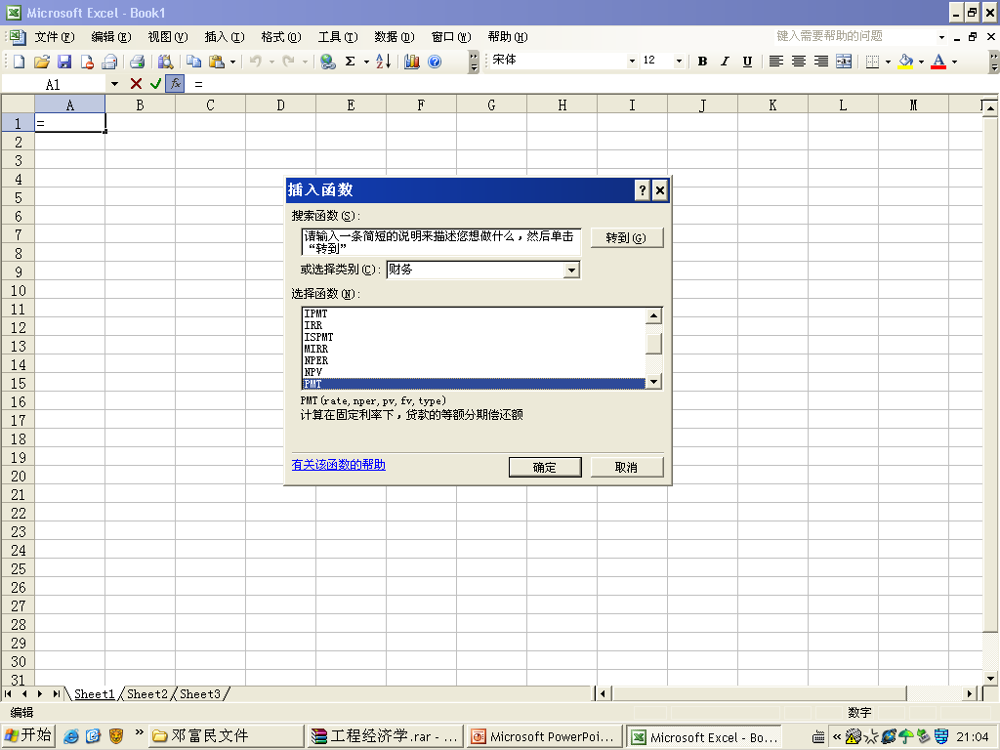 Microsoft Excel - Book1
文件(F) 编辑(E) 视图(V) 插入(I) 格式(O) 工具(T) 数据(D) 窗口(W) 帮助(H) 键入需要帮助的问题
宋体 12 B I U
A1 fx =
A B C D E F G H I J K L M
1 =
2
3
4
5
6
7
8
9
10
11
12
13
14
15
16
17
18
19
20
21
22
23
24
25
26
27
28
29
30
31
插入函数
搜索函数(S):
请输入一条简短的说明来描述您想做什么，然后单击
“转到”
转到(G)
或选择类别(C): 财务
选择函数(N):
IPMT
IRR
ISPMT
MIRR
NPER
NPV
PMT
PMT(rate,nper,pv,fv,type)
计算在固定利率下，贷款的等额分期偿还额
有关该函数的帮助
确定 取消
Sheet1 Sheet2 Sheet3
编辑 数字
开始 邓富民文件 工程经济学.rar - ... Microsoft PowerPoi... Microsoft Excel - Bo... 21:04